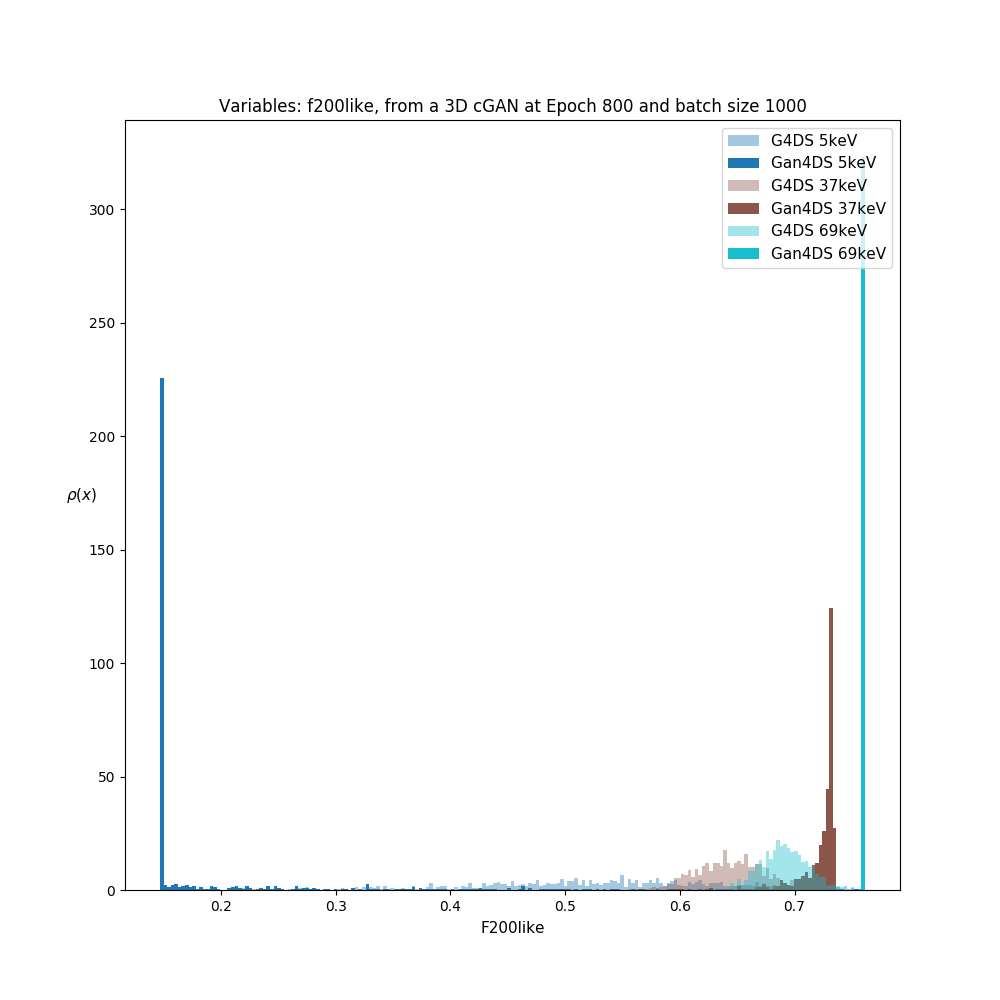 Variables: f200like, from a 3D cGAN at Epoch 800 and batch size 1000
G4DS 5keV
Gan4DS 5keV
G4DS 37keV
Gan4DS 37keV
G4DS 69keV
Gan4DS 69keV
300
250
200
ρ(x)
150
100
50
0
0.2 0.3 0.4 0.5 0.6 0.7
F200like